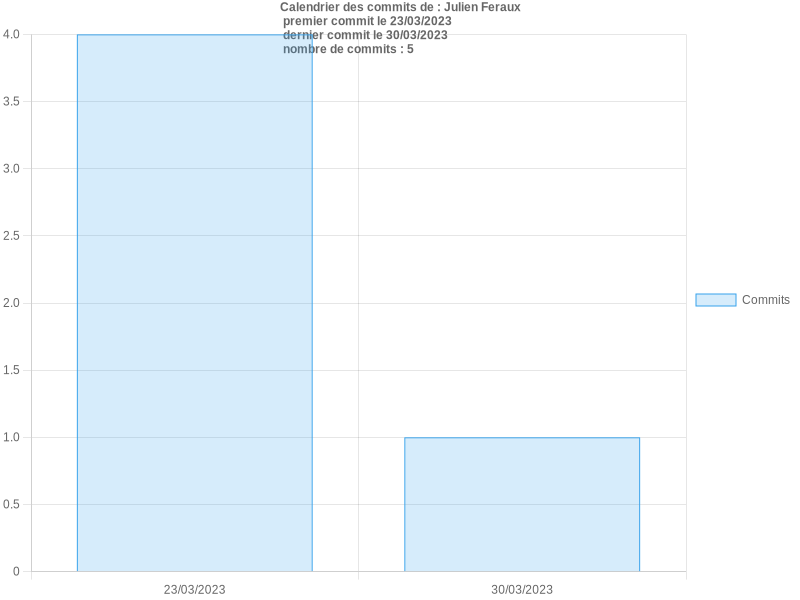 Calendrier des commits de : Julien Feraux
premier commit le 23/03/2023
dernier commit le 30/03/2023
nombre de commits : 5
4.0
3.5
3.0
2.5
2.0
1.5
1.0
0.5
0
Commits
23/03/2023
30/03/2023